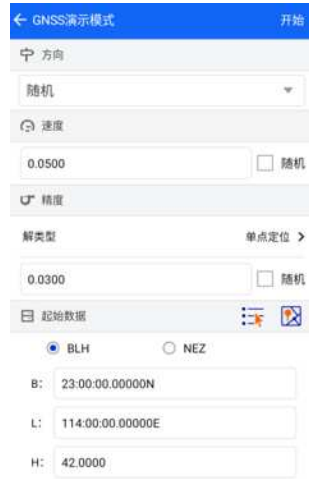 GNSS演示模式 开始
方向
随机
速度
0.0500 随机
精度
解类型 单点定位
0.0300 随机
起始数据
BLH NEZ
B: 23:00:00.00000N
L: 114:00:00.00000E
H: 42.0000